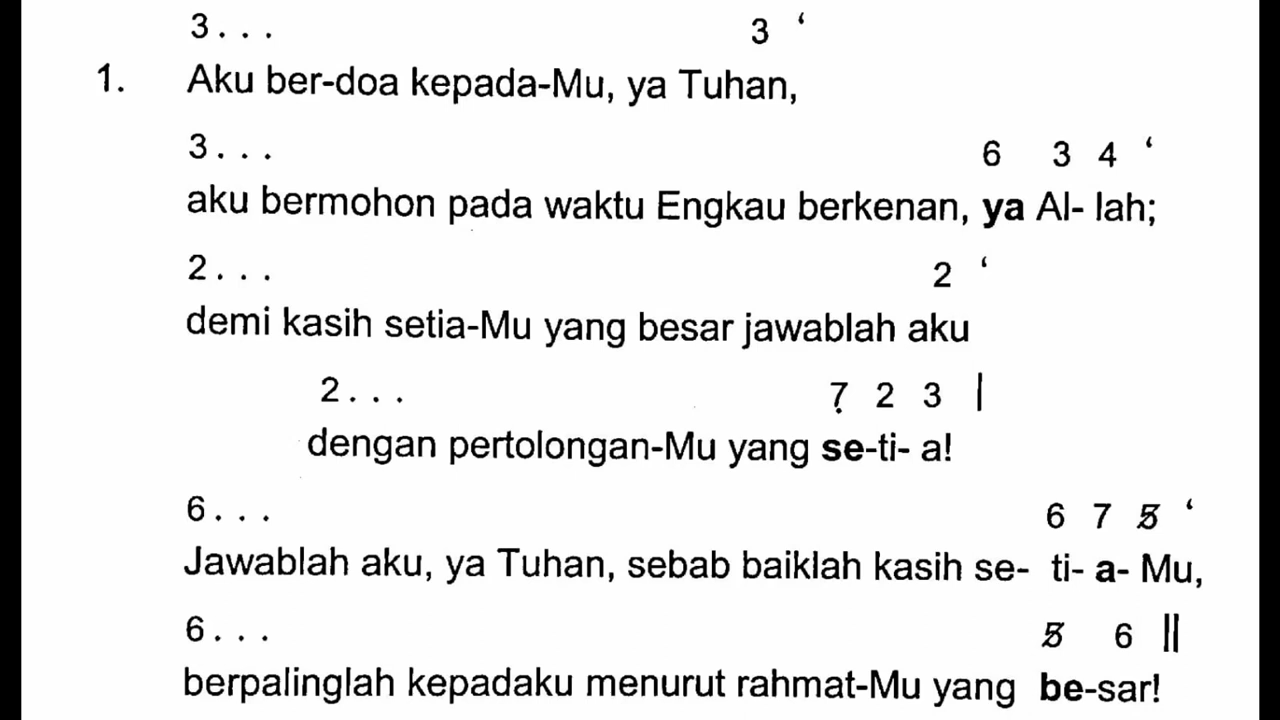 3 . . . 3 ‘
1. Aku ber-doa kepada-Mu, ya Tuhan,
3 . . . 6 3 4 ‘
aku bermohon pada waktu Engkau berkenan, ya Al- lah;
2 . . . 2 ‘
demi kasih setia-Mu yang besar jawablah aku
2 . . . 7̣ 2 3 |
dengan pertolongan-Mu yang se-ti- a!
6 . . . 6 7 5̸ ‘
Jawablah aku, ya Tuhan, sebab baiklah kasih se- ti- a- Mu,
6 . . . 5̸ 6 ||
berpalinglah kepadaku menurut rahmat-Mu yang be-sar!